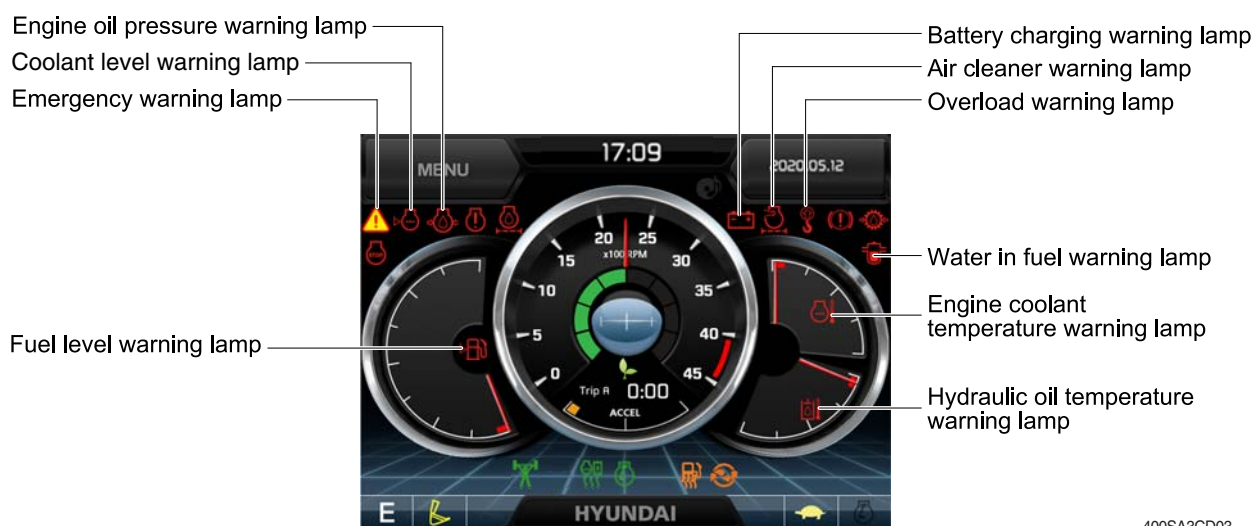 Engine oil pressure warning lamp
Coolant level warning lamp
Emergency warning lamp
Fuel level warning lamp
Battery charging warning lamp
Air cleaner warning lamp
Overload warning lamp
Water in fuel warning lamp
Engine coolant
temperature warning lamp
Hydraulic oil temperature
warning lamp
MENU
17:09
2020.05.12
STOP
0
5
10
15
20
25
30
35
40
45
x100 RPM
Trip A 0:00
ACCEL
E
HYUNDAI
400SA3CD03